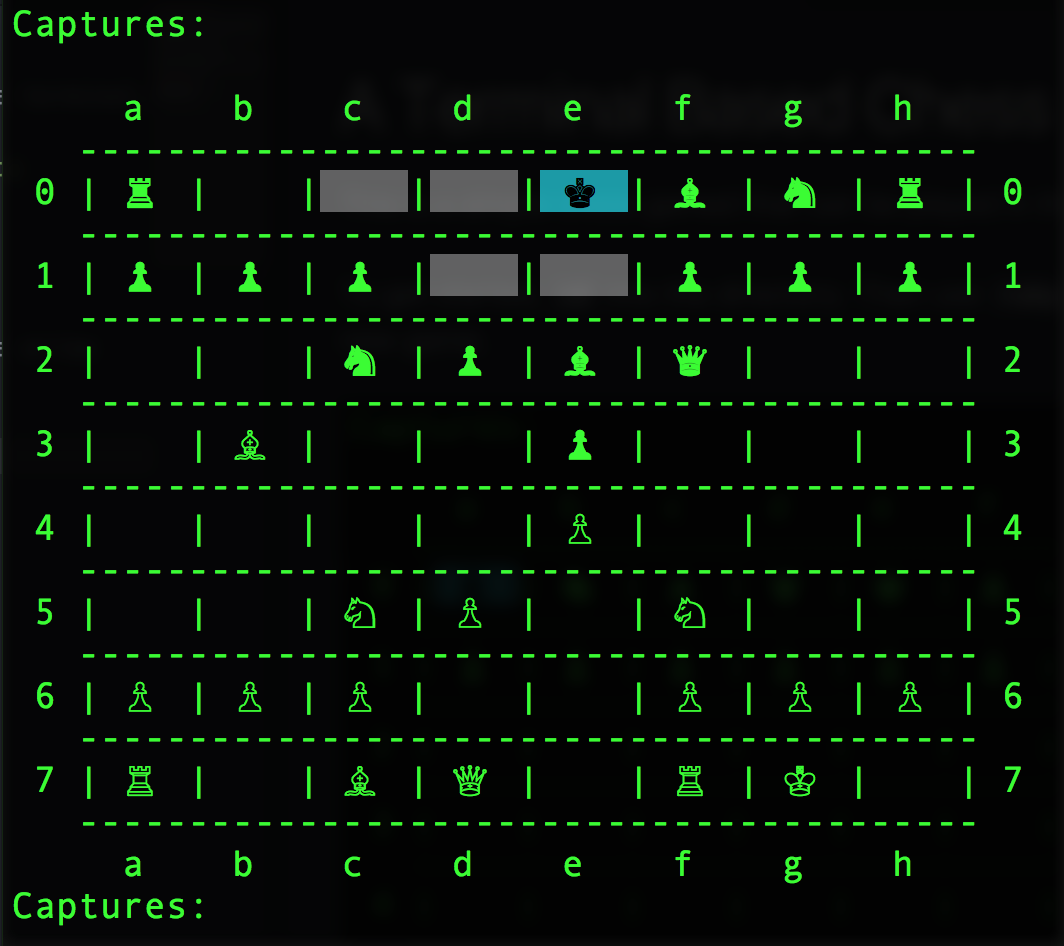 Captures:
a b c d e f g h
- - - - - - - - - - - - - - - - - - - - - - - - - - - - - - - - - - - - - - - - -
0 | ♜ | | | | ♚ | ♝ | ♞ | ♜ | 0
- - - - - - - - - - - - - - - - - - - - - - - - - - - - - - - - - - - - - - - - -
1 | ♟ | ♟ | ♟ | | | ♟ | ♟ | ♟ | 1
- - - - - - - - - - - - - - - - - - - - - - - - - - - - - - - - - - - - - - - - -
2 | | | ♞ | ♟ | ♝ | ♛ | | | 2
- - - - - - - - - - - - - - - - - - - - - - - - - - - - - - - - - - - - - - - - -
3 | | ♗ | | | ♟ | | | | 3
- - - - - - - - - - - - - - - - - - - - - - - - - - - - - - - - - - - - - - - - -
4 | | | | | ♙ | | | | 4
- - - - - - - - - - - - - - - - - - - - - - - - - - - - - - - - - - - - - - - - -
5 | | | ♘ | ♙ | | ♘ | | | 5
- - - - - - - - - - - - - - - - - - - - - - - - - - - - - - - - - - - - - - - - -
6 | ♙ | ♙ | ♙ | | | ♙ | ♙ | ♙ | 6
- - - - - - - - - - - - - - - - - - - - - - - - - - - - - - - - - - - - - - - - -
7 | ♖ | | ♗ | ♕ | | ♖ | ♔ | | 7
- - - - - - - - - - - - - - - - - - - - - - - - - - - - - - - - - - - - - - - - -
a b c d e f g h
Captures: